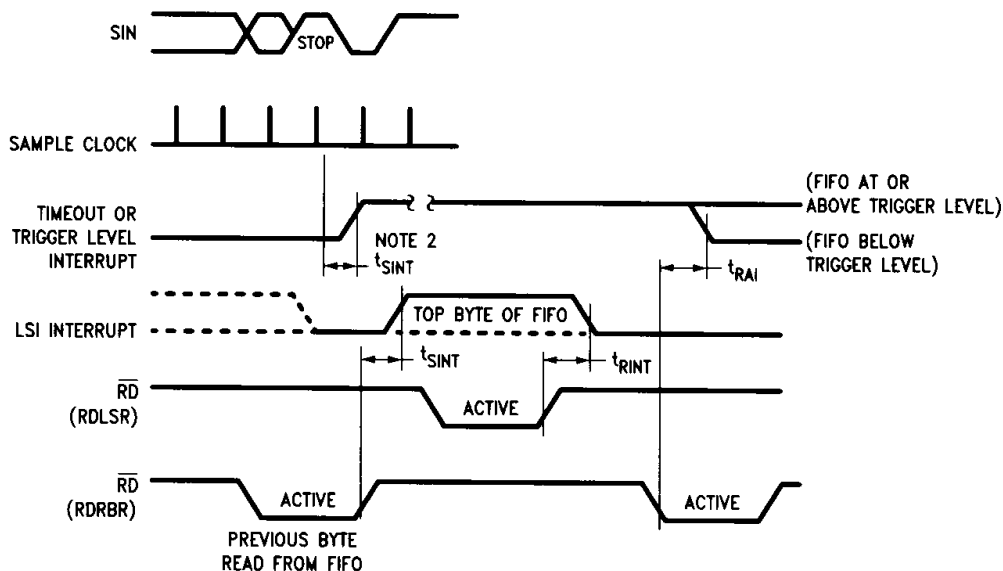 SIN
STOP
SAMPLE CLOCK
TIMEOUT OR
TRIGGER LEVEL
INTERRUPT
NOTE 2
tSINT
(FIFO AT OR
ABOVE TRIGGER LEVEL)
(FIFO BELOW
TRIGGER LEVEL)
tRAI
LSI INTERRUPT
TOP BYTE OF FIFO
tSINT
tRINT
RD
(RDLSR)
ACTIVE
RD
(RDRBR)
ACTIVE
ACTIVE
PREVIOUS BYTE
READ FROM FIFO